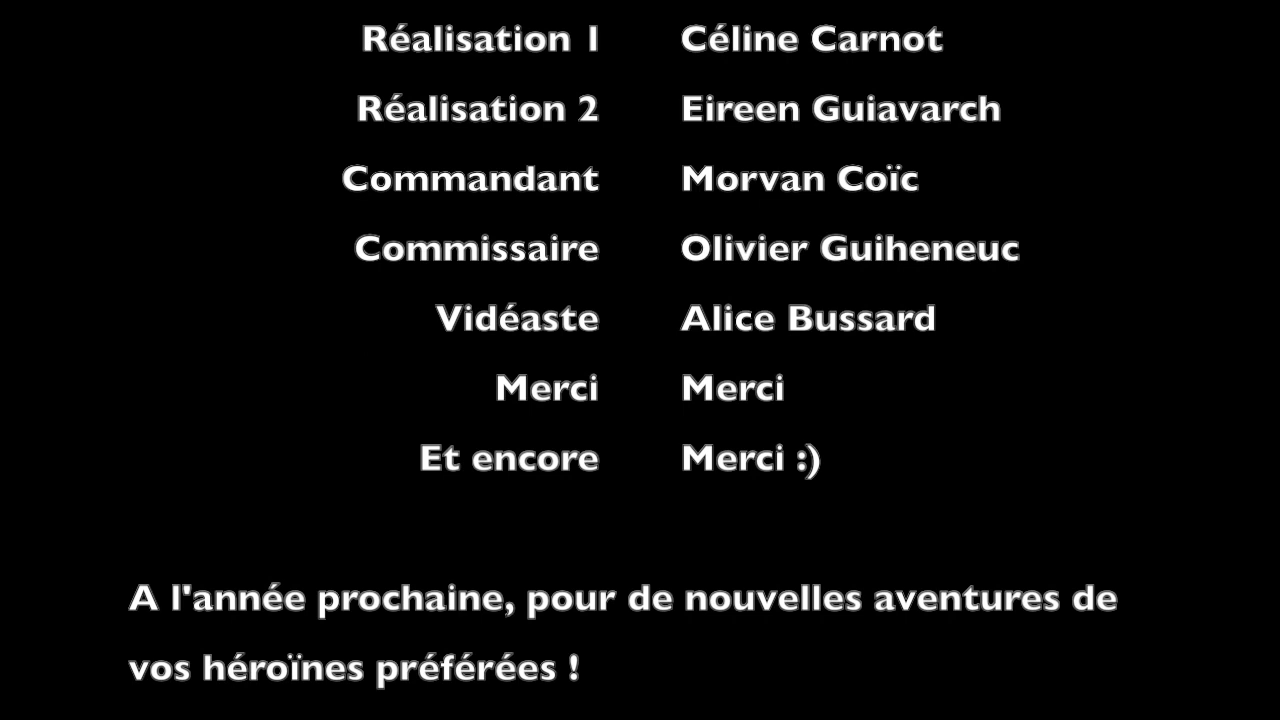 Réalisation 1 Céline Carnot
Réalisation 2 Eireen Guiavarch
Commandant Morvan Coïc
Commissaire Olivier Guiheneuc
Vidéaste Alice Bussard
Merci Merci
Et encore Merci :)
A l'année prochaine, pour de nouvelles aventures de
vos héroïnes préférées !